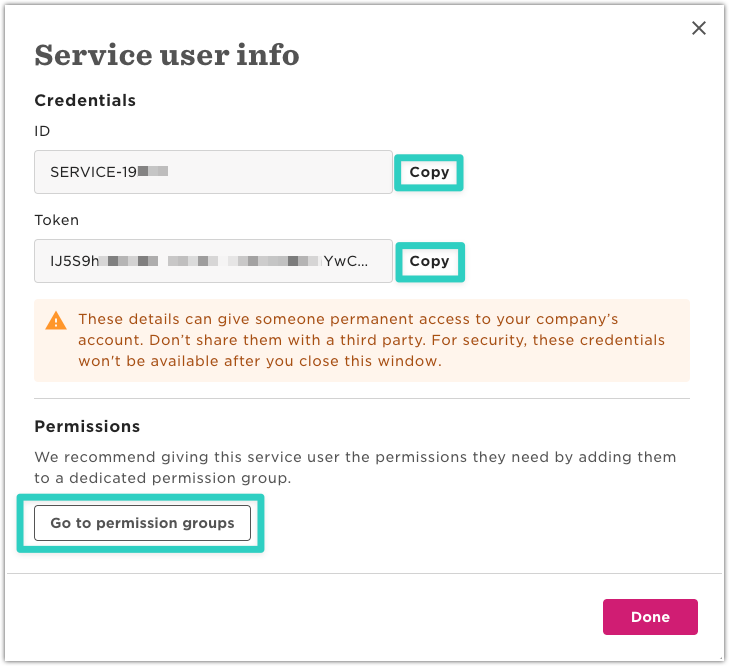 Service user info
Credentials
ID
SERVICE-19
Copy
Token
IJ5S9h YwC...
Copy
These details can give someone permanent access to your company's
account. Don't share them with a third party. For security, these credentials
won't be available after you close this window.
Permissions
We recommend giving this service user the permissions they need by adding them
to a dedicated permission group.
Go to permission groups
Done